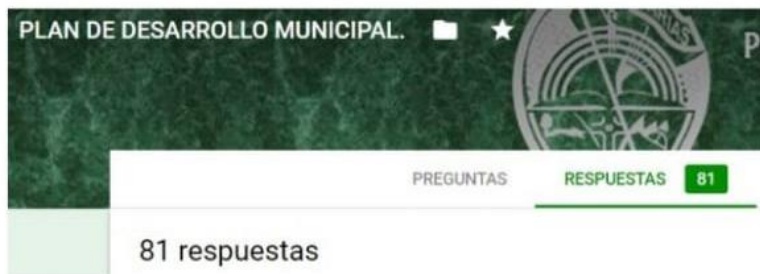 PLAN DE DESARROLLO MUNICIPAL.
P
PREGUNTAS RESPUESTAS 81
81 respuestas